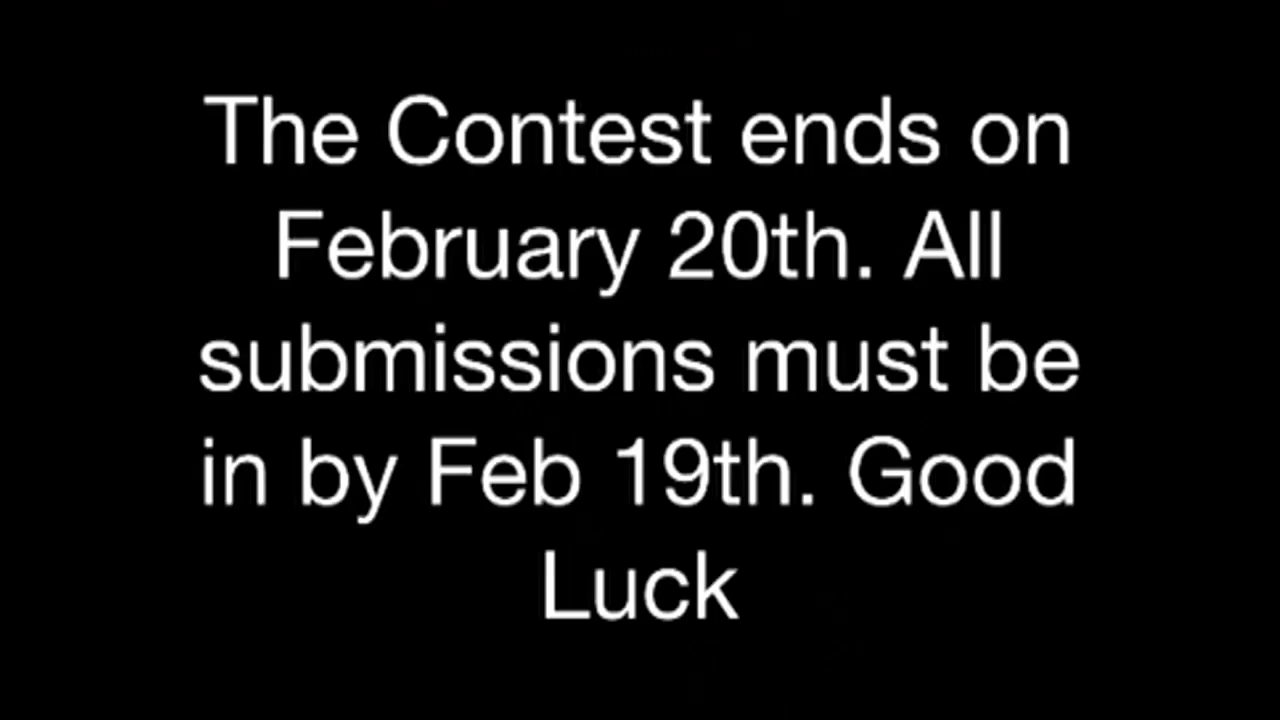 The Contest ends on
February 20th. All
submissions must be
in by Feb 19th. Good
Luck